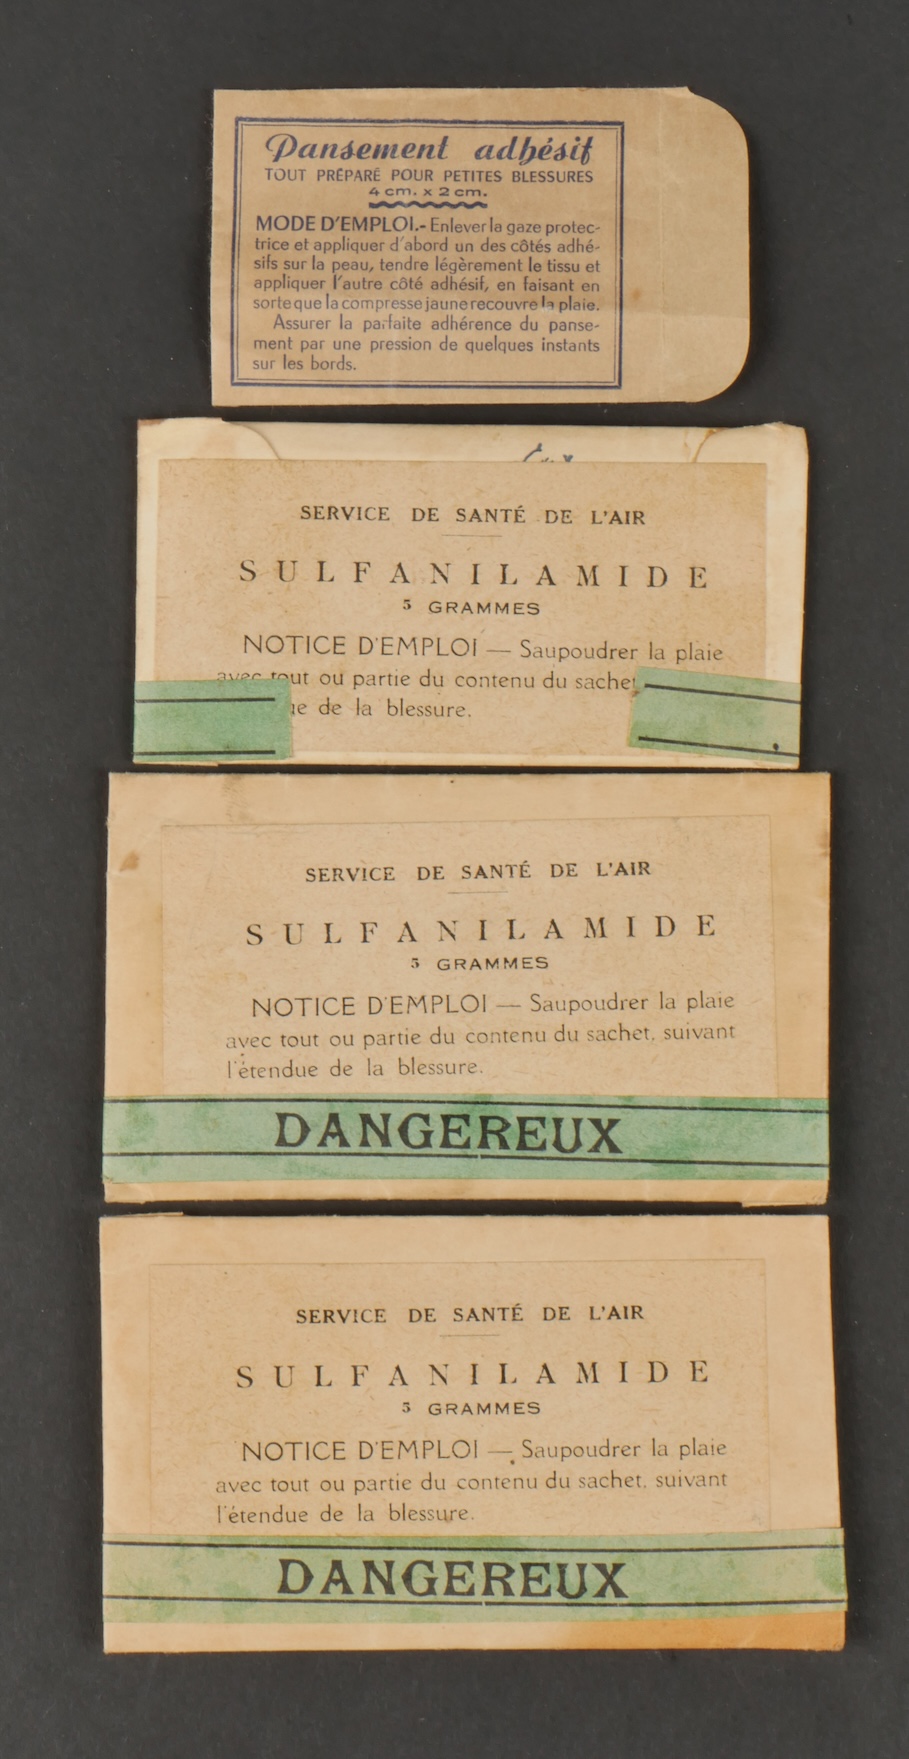 Pansement adhésif
TOUT PRÉPARÉ POUR PETITES BLESSURES
4 cm. x 2 cm.
MODE D'EMPLOI.- Enlever la gaze protec-
trice et appliquer d'abord un des côtés adhé-
sifs sur la peau, tendre légèrement le tissu et
appliquer l'autre côté adhésif, en faisant en
sorte que la compresse jaune recouvre la plaie.
Assurer la parfaite adhérence du panse-
ment par une pression de quelques instants
sur les bords.
SERVICE DE SANTÉ DE L'AIR
SULFANILAMIDE
5 GRAMMES
NOTICE D'EMPLOI — Saupoudrer la plaie
avec tout ou partie du contenu du sachet
de la blessure.
SERVICE DE SANTÉ DE L'AIR
SULFANILAMIDE
5 GRAMMES
NOTICE D'EMPLOI — Saupoudrer la plaie
avec tout ou partie du contenu du sachet, suivant
l'étendue de la blessure.
DANGEREUX
SERVICE DE SANTÉ DE L'AIR
SULFANILAMIDE
5 GRAMMES
NOTICE D'EMPLOI — Saupoudrer la plaie
avec tout ou partie du contenu du sachet, suivant
l'étendue de la blessure.
DANGEREUX